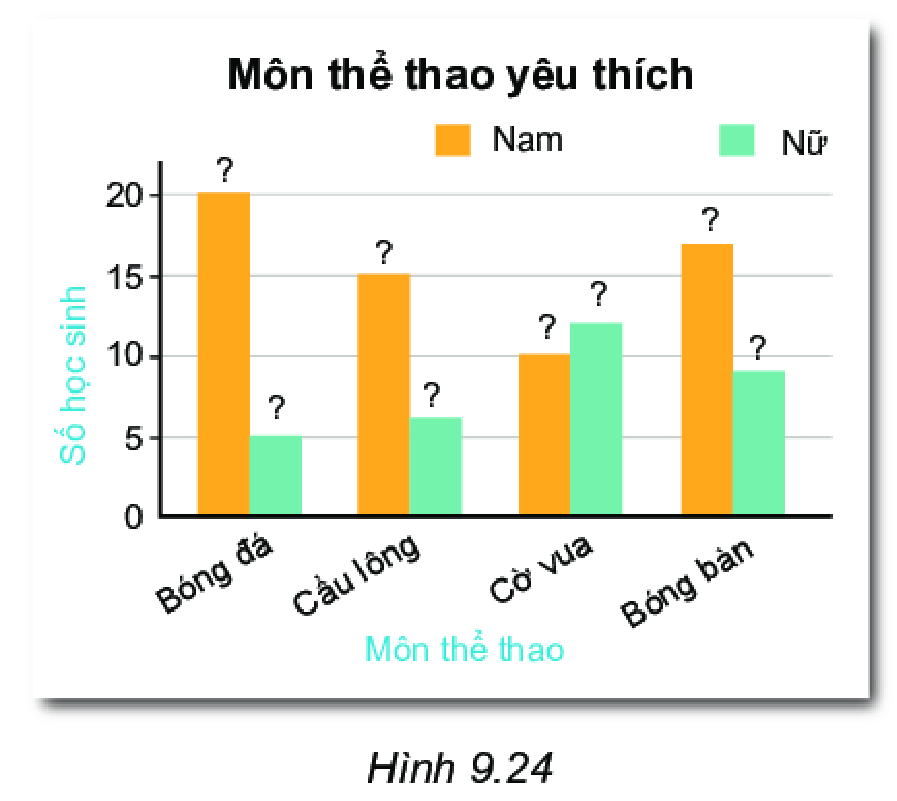 Môn thể thao yêu thích
Nam Nữ
?
20
?
?
15
?
?
10
?
?
?
5
0
Số học sinh
Bóng đá Cầu lông Cờ vua Bóng bàn
Môn thể thao
Hình 9.24